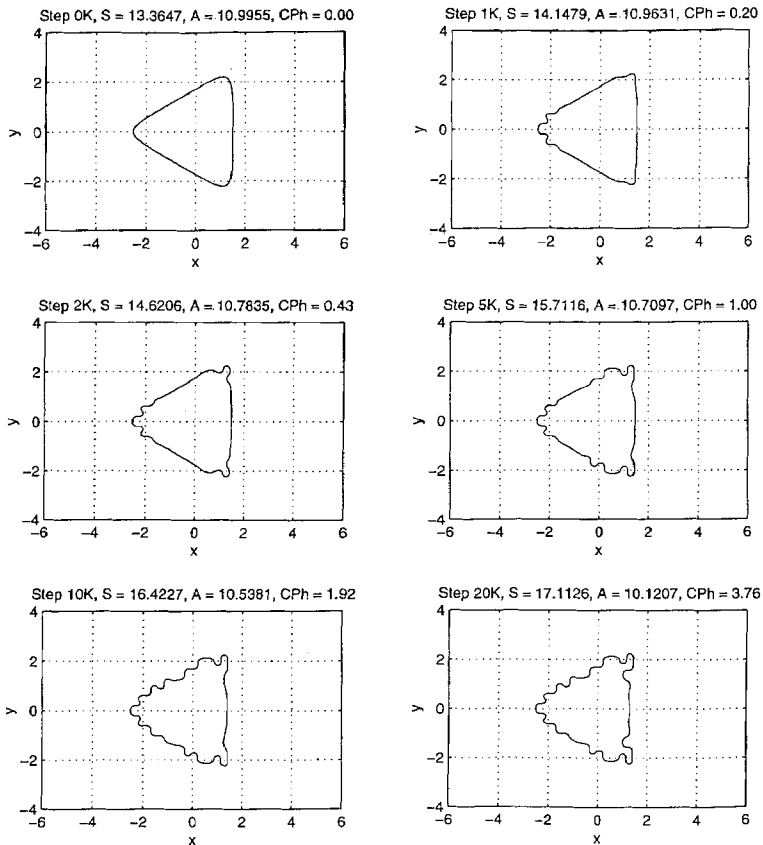 Step 0K, S = 13.3647, A = 10.9955, CPh = 0.00
4
2
0
−2
−4
y
−6 −4 −2 0 2 4 6
x
Step 1K, S = 14.1479, A = 10.9631, CPh = 0.20
4
2
0
−2
−4
y
−6 −4 −2 0 2 4 6
x
Step 2K, S = 14.6206, A = 10.7835, CPh = 0.43
4
2
0
−2
−4
y
−6 −4 −2 0 2 4 6
x
Step 5K, S = 15.7116, A = 10.7097, CPh = 1.00
4
2
0
−2
−4
y
−6 −4 −2 0 2 4 6
x
Step 10K, S = 16.4227, A = 10.5381, CPh = 1.92
4
2
0
−2
−4
y
−6 −4 −2 0 2 4 6
x
Step 20K, S = 17.1126, A = 10.1207, CPh = 3.76
4
2
0
−2
−4
y
−6 −4 −2 0 2 4 6
x